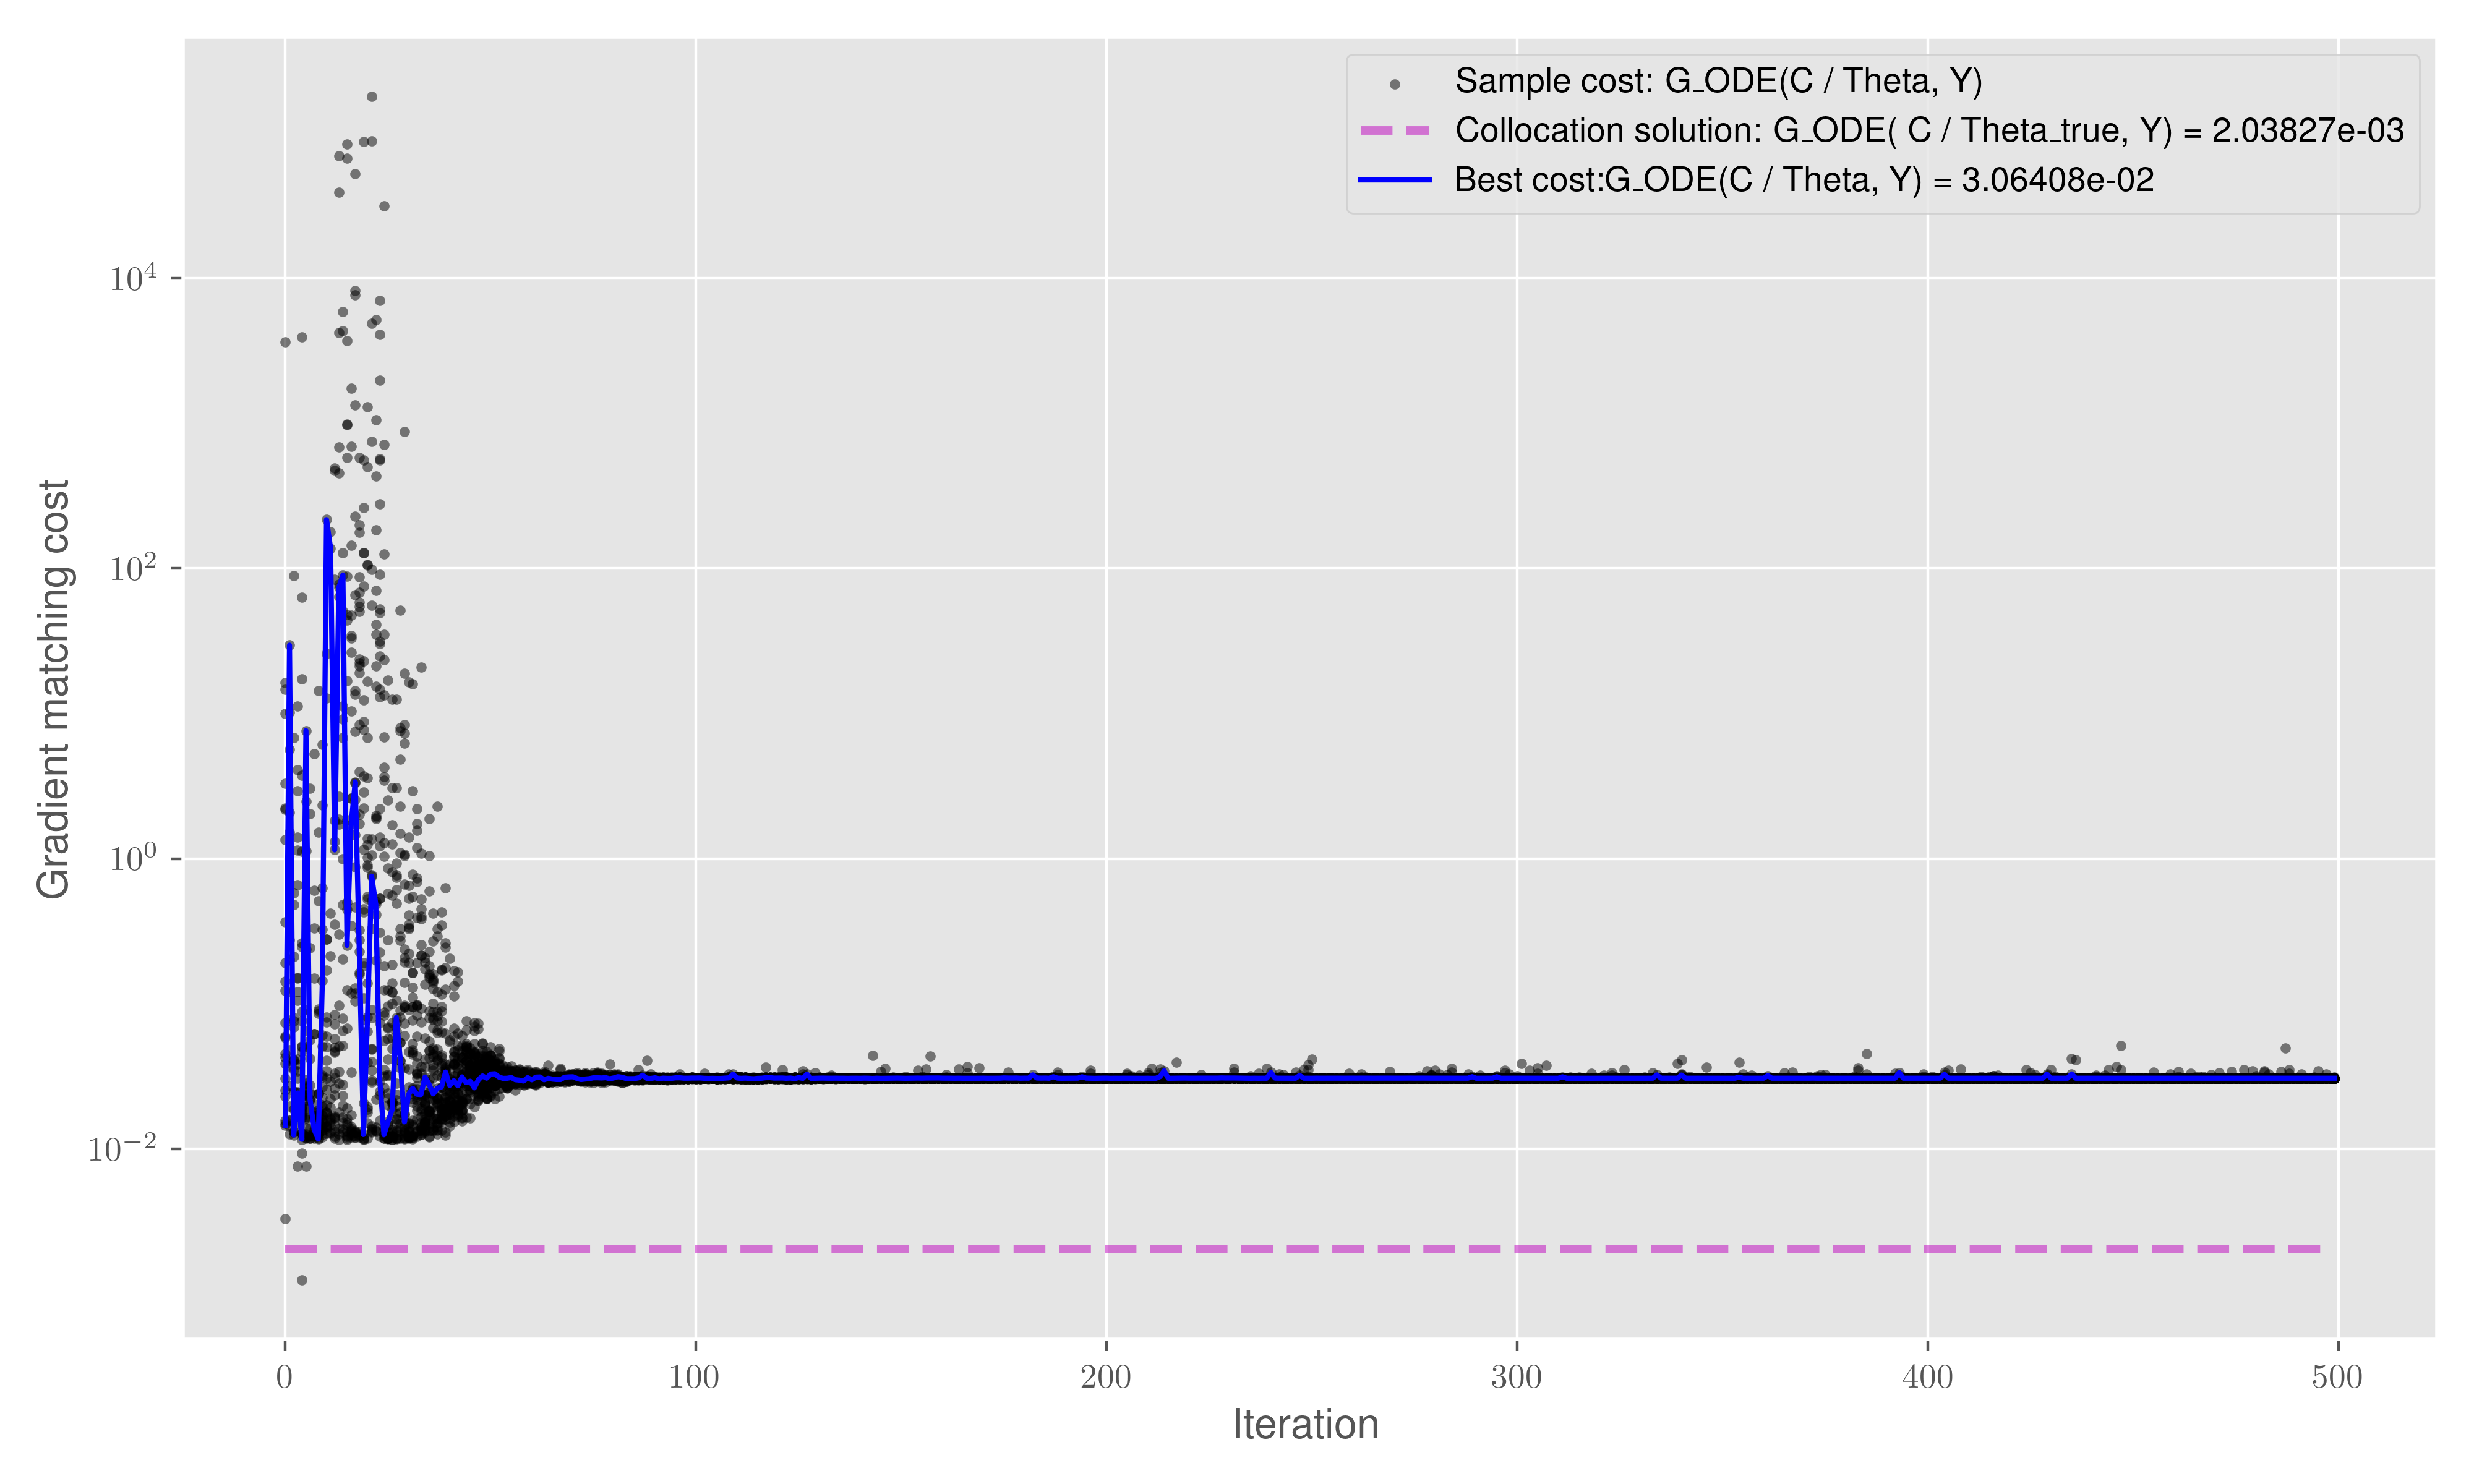 Sample cost: G_ODE(C / Theta, Y)
Collocation solution: G_ODE( C / Theta_true, Y) = 2.03827e-03
Best cost:G_ODE(C / Theta, Y) = 3.06408e-02
Gradient matching cost
10^4
10^2
10^0
10^−2
0 100 200 300 400 500
Iteration